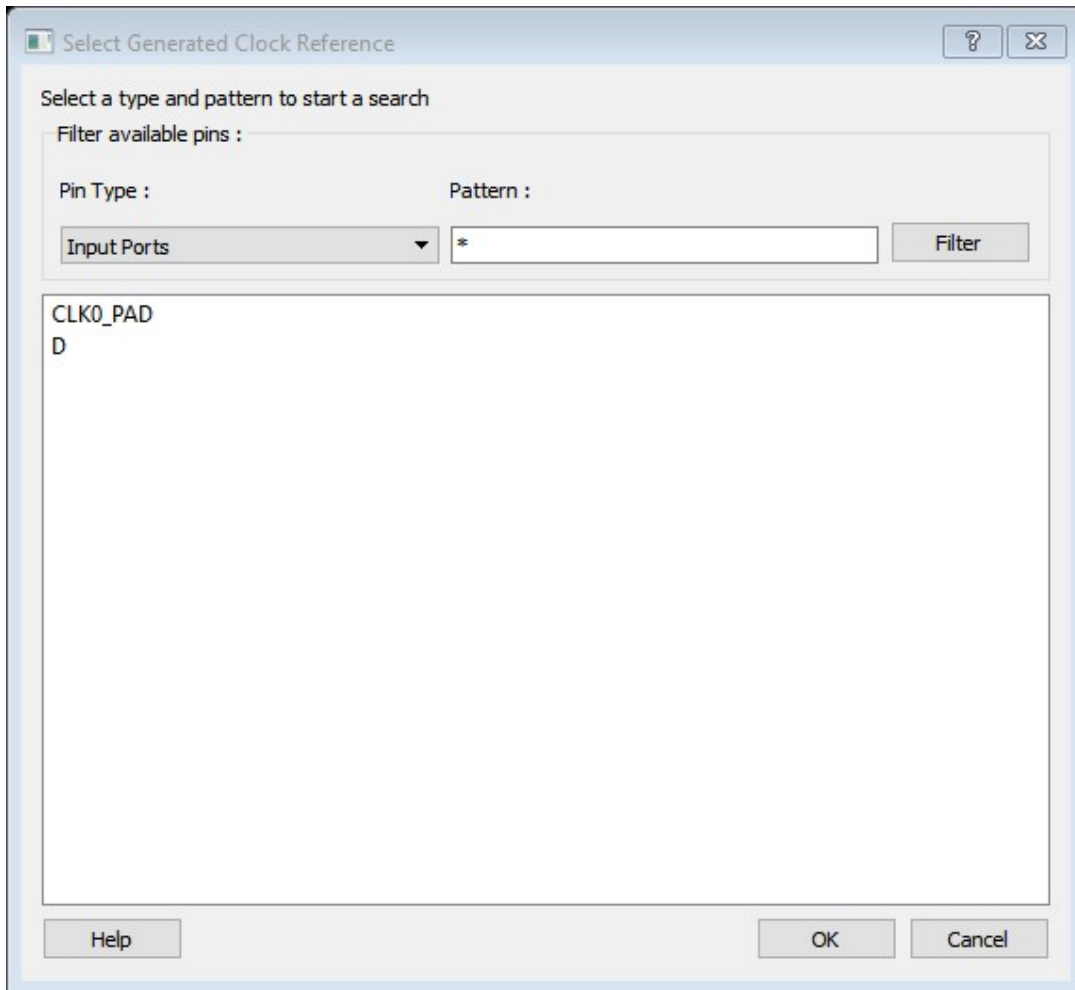 Select Generated Clock Reference
Select a type and pattern to start a search
Filter available pins :
Pin Type :
Pattern :
Input Ports
*
Filter
CLK0_PAD
D
Help
OK
Cancel